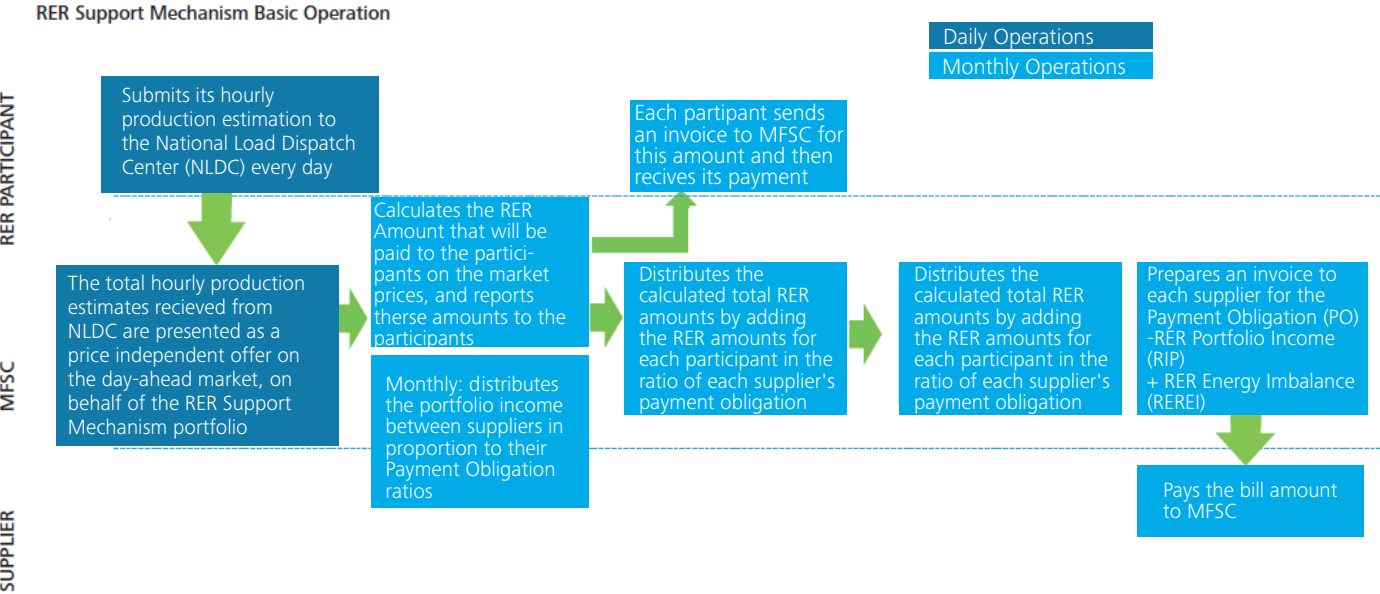 RER Support Mechanism Basic Operation
Daily Operations
Monthly Operations
RER PARTICIPANT
Submits its hourly
production estimation to
the National Load Dispatch
Center (NLDC) every day
Each partipant sends
an invoice to MFSC for
this amount and then
recives its payment
MFSC
The total hourly production
estimates recieved from
NLDC are presented as a
price independent offer on
the day-ahead market, on
behalf of the RER Support
Mechanism portfolio
Calculates the RER
Amount that will be
paid to the partici-
pants on the market
prices, and reports
therse amounts to the
participants
Monthly: distributes
the portfolio income
between suppliers in
proportion to their
Payment Obligation
ratios
Distributes the
calculated total RER
amounts by adding
the RER amounts for
each participant in the
ratio of each supplier's
payment obligation
Distributes the
calculated total RER
amounts by adding
the RER amounts for
each participant in the
ratio of each supplier's
payment obligation
Prepares an invoice to
each supplier for the
Payment Obligation (PO)
-RER Portfolio Income
(RIP)
+ RER Energy Imbalance
(REREI)
SUPPLIER
Pays the bill amount
to MFSC